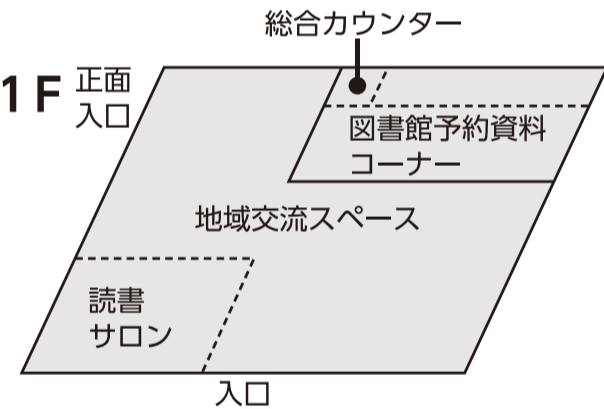 総合カウンター
1F
正面
入口
図書館予約資料
コーナー
地域交流スペース
読書
サロン
入口